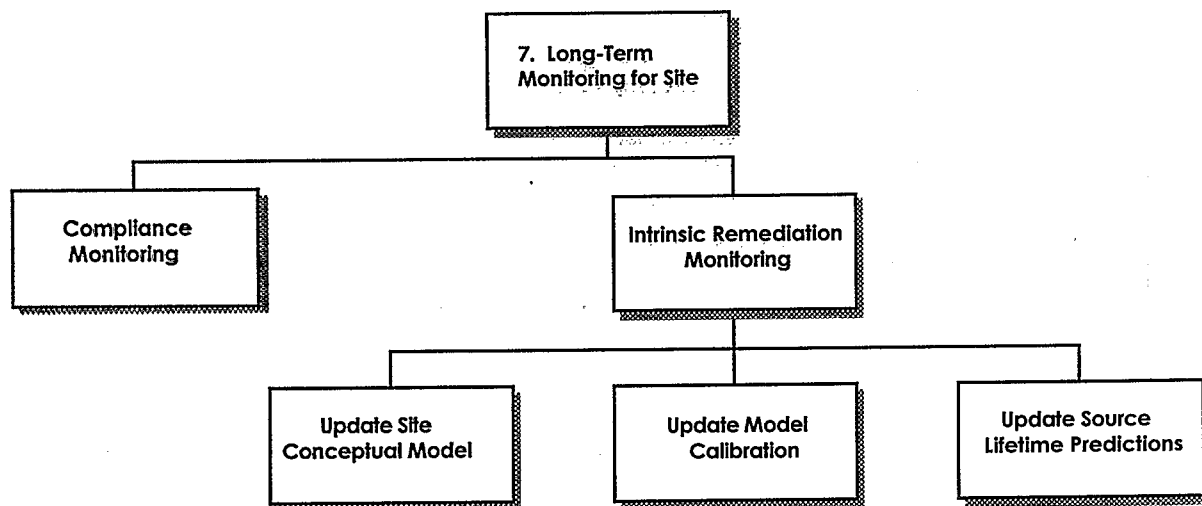 7. Long-Term
Monitoring for Site
Compliance
Monitoring
Intrinsic Remediation
Monitoring
Update Site
Conceptual Model
Update Model
Calibration
Update Source
Lifetime Predictions